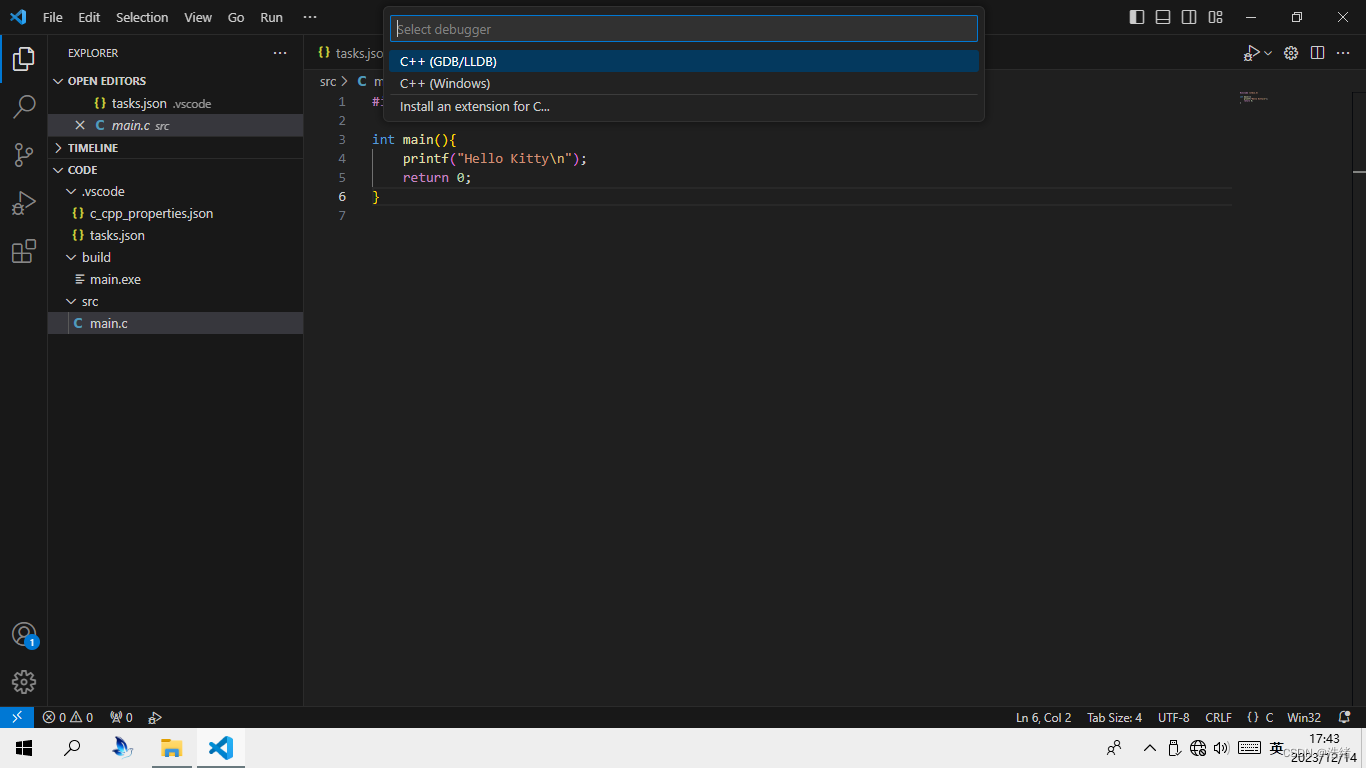 File Edit Selection View Go Run ···
Select debugger
C++ (GDB/LLDB)
C++ (Windows)
Install an extension for C...
EXPLORER
OPEN EDITORS
{} tasks.json .vscode
C main.c src
TIMELINE
CODE
.vscode
{} c_cpp_properties.json
{} tasks.json
build
main.exe
src
C main.c
{} tasks.jso
src > C m
1 #i
2
3 int main(){
4 printf("Hello Kitty\n");
5 return 0;
6 }
7
1
0 0 0
Ln 6, Col 2 Tab Size: 4 UTF-8 CRLF {} C Win32
英
17:43
2023/12/14